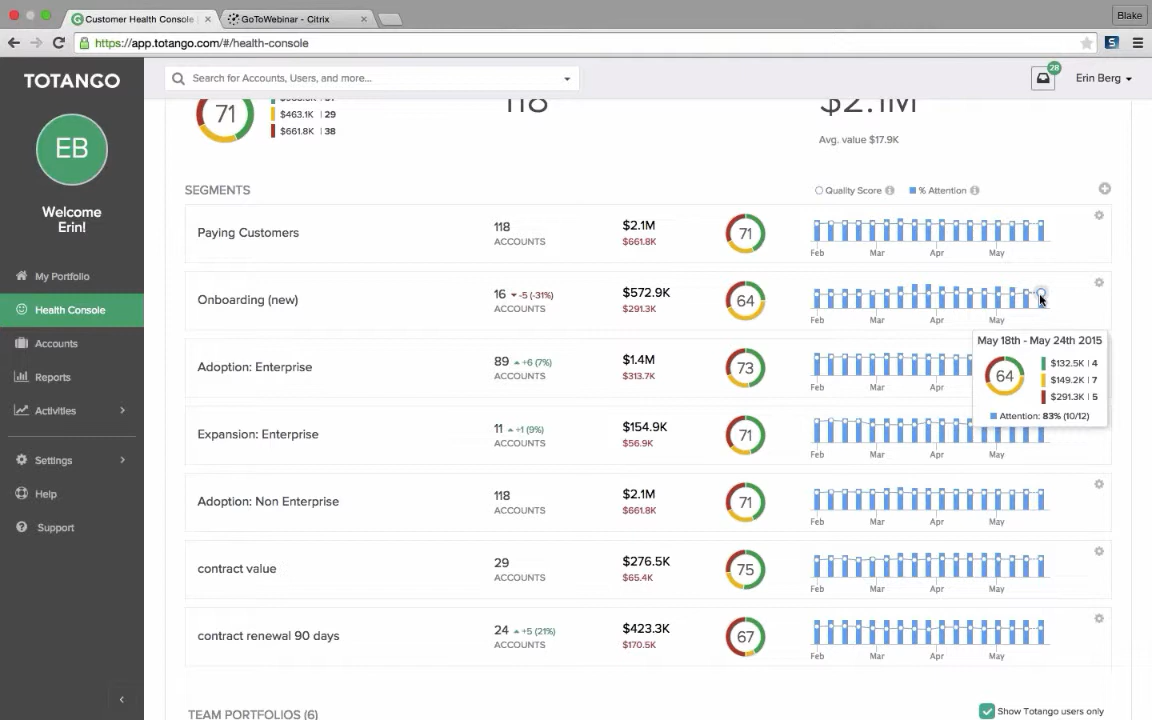 Customer Health Console
GoToWebinar - Citrix
Blake
https://app.totango.com/#/health-console
S
TOTANGO
Search for Accounts, Users, and more...
28
Erin Berg
EB
Welcome
Erin!
My Portfolio
Health Console
Accounts
Reports
Activities
Settings
Help
Support
71
$463.1K | 29
$661.8K | 38
118
$2.1M
Avg. value $17.9K
SEGMENTS
Quality Score
% Attention
Paying Customers
118
ACCOUNTS
$2.1M
$661.8K
71
Feb Mar Apr May
Onboarding (new)
16 -5 (-31%)
ACCOUNTS
$572.9K
$291.3K
64
Feb Mar Apr May
May 18th - May 24th 2015
64
$132.5K | 4
$149.2K | 7
$291.3K | 5
Attention: 83% (10/12)
Adoption: Enterprise
89 +6 (7%)
ACCOUNTS
$1.4M
$313.7K
73
Feb Mar Apr
Expansion: Enterprise
11 +1 (9%)
ACCOUNTS
$154.9K
$56.9K
71
Feb Mar Apr May
Adoption: Non Enterprise
118
ACCOUNTS
$2.1M
$661.8K
71
Feb Mar Apr May
contract value
29
ACCOUNTS
$276.5K
$65.4K
75
Feb Mar Apr May
contract renewal 90 days
24 +5 (21%)
ACCOUNTS
$423.3K
$170.5K
67
Feb Mar Apr May
TEAM PORTFOLIOS (6)
Show Totango users only